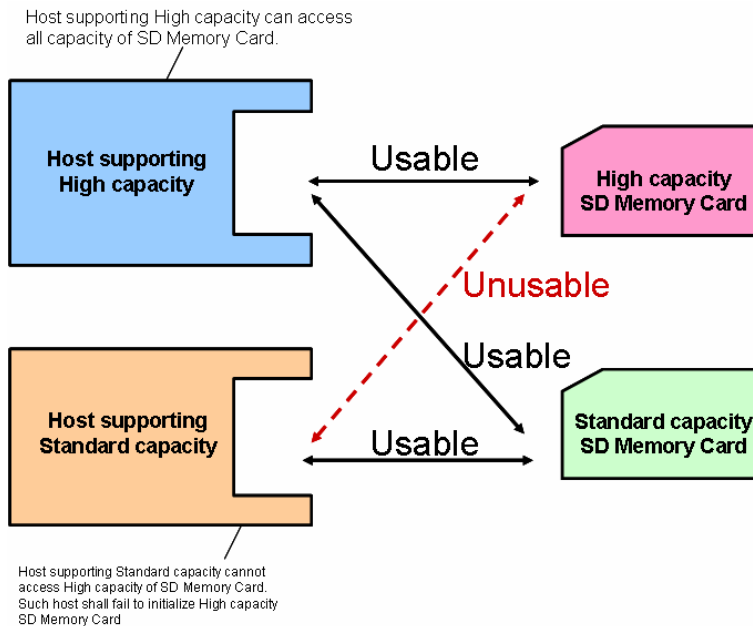 Host supporting High capacity can access
all capacity of SD Memory Card.
Host supporting
High capacity
Usable
High capacity
SD Memory Card
Unusable
Usable
Host supporting
Standard capacity
Usable
Standard capacity
SD Memory Card
Host supporting Standard capacity cannot
access High capacity of SD Memory Card.
Such host shall fail to initialize High capacity
SD Memory Card